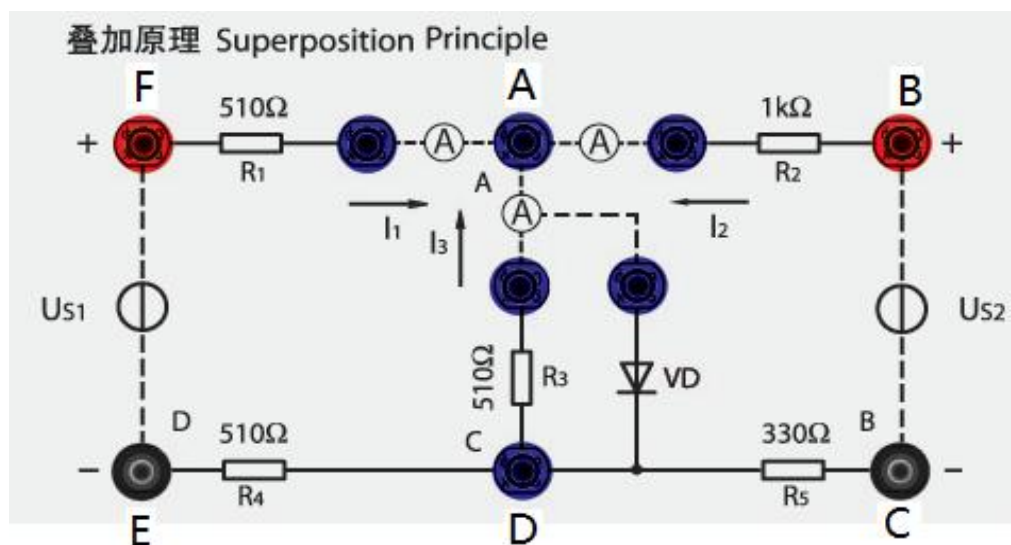 叠加原理 Superposition Principle
F
A
B
510Ω
1kΩ
+
A
A
+
R1
A
R2
I1
I3
A
I2
US1
US2
510Ω
R3
VD
D
510Ω
C
330Ω
B
−
R4
R5
−
E
D
C